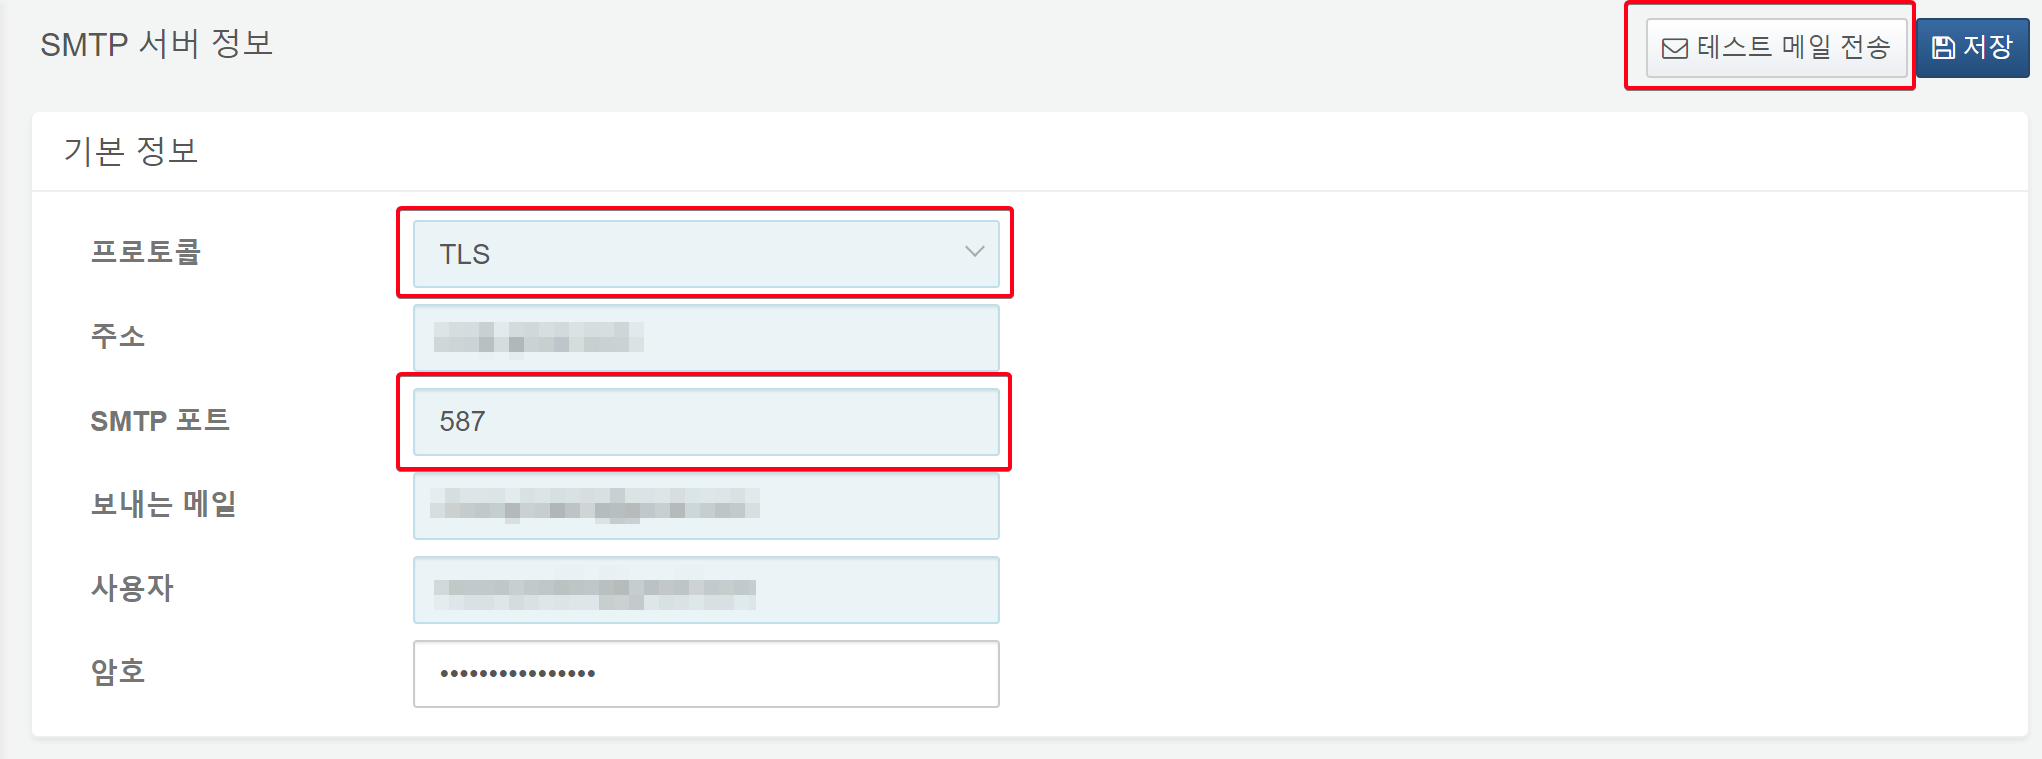 SMTP 서버 정보
테스트 메일 전송
저장
기본 정보
프로토콜
TLS
주소
SMTP 포트
587
보내는 메일
사용자
암호
••••••••••••••••